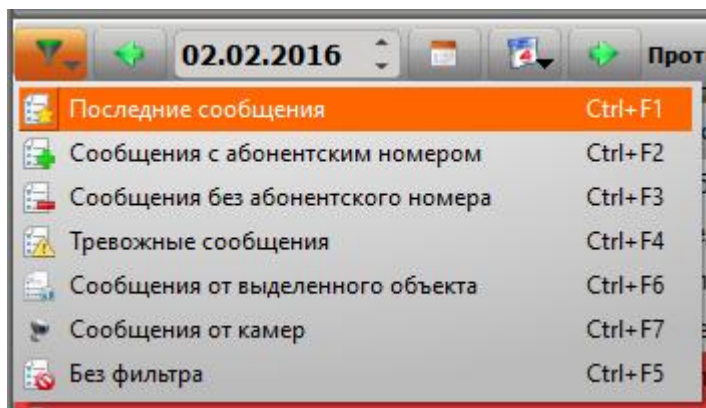 02.02.2016 Прот
Последние сообщения Ctrl+F1
Сообщения с абонентским номером Ctrl+F2
Сообщения без абонентского номера Ctrl+F3
Тревожные сообщения Ctrl+F4
Сообщения от выделенного объекта Ctrl+F6
Сообщения от камер Ctrl+F7
Без фильтра Ctrl+F5